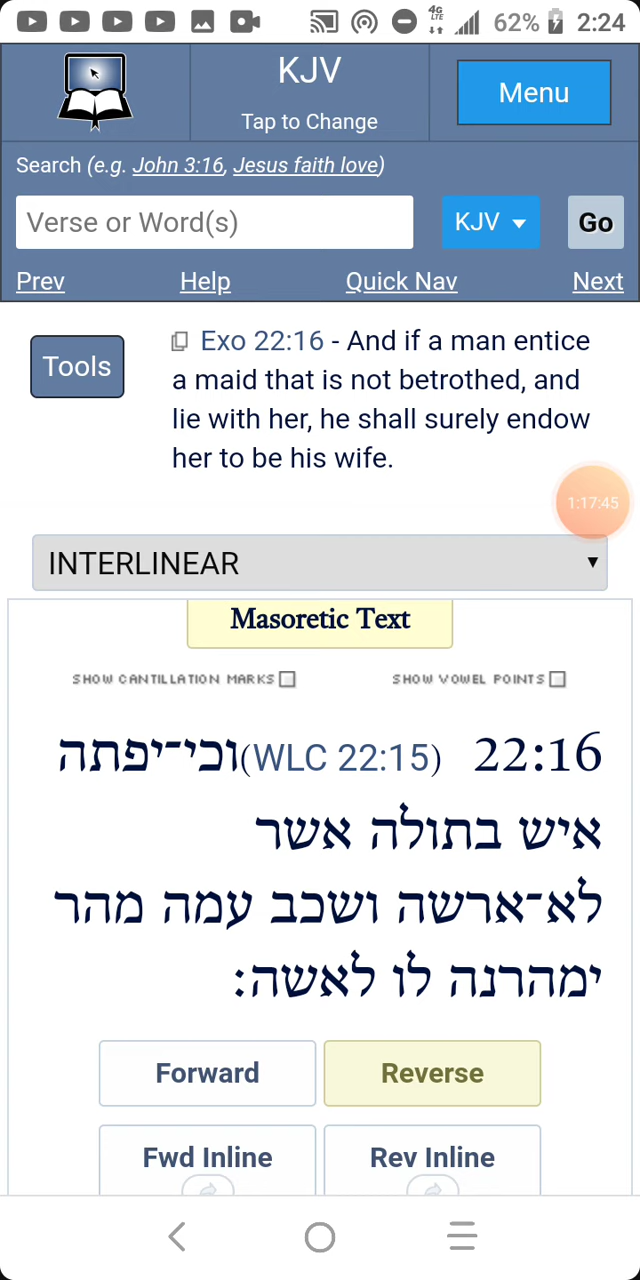 4G
LTE
62%
2:24
KJV
Tap to Change
Menu
Search (e.g. John 3:16, Jesus faith love)
Verse or Word(s)
KJV
Go
Prev Help Quick Nav Next
Tools
Exo 22:16 - And if a man entice
a maid that is not betrothed, and
lie with her, he shall surely endow
her to be his wife.
1:17:45
INTERLINEAR
Masoretic Text
SHOW CANTILLATION MARKS SHOW VOWEL POINTS
22:16 (WLC 22:15) וכי־יפתה
איש בתולה אשר
לא־ארשה ושכב עמה מהר
ימהרנה לו לאשה׃
Forward Reverse
Fwd Inline Rev Inline